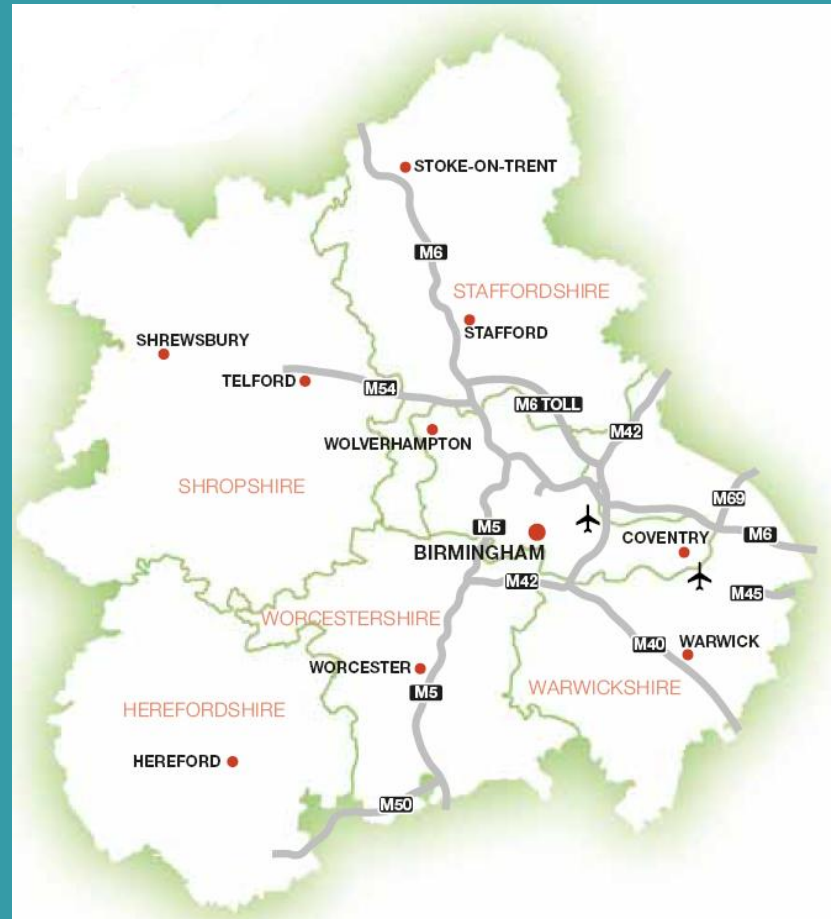 STOKE-ON-TRENT
M6
STAFFORDSHIRE
STAFFORD
SHREWSBURY
TELFORD
M54
M6 TOLL
M42
WOLVERHAMPTON
SHROPSHIRE
M69
M5
M6
COVENTRY
BIRMINGHAM
M42
M45
WORCESTERSHIRE
M40
WARWICK
WORCESTER
M5
WARWICKSHIRE
HEREFORDSHIRE
HEREFORD
M50